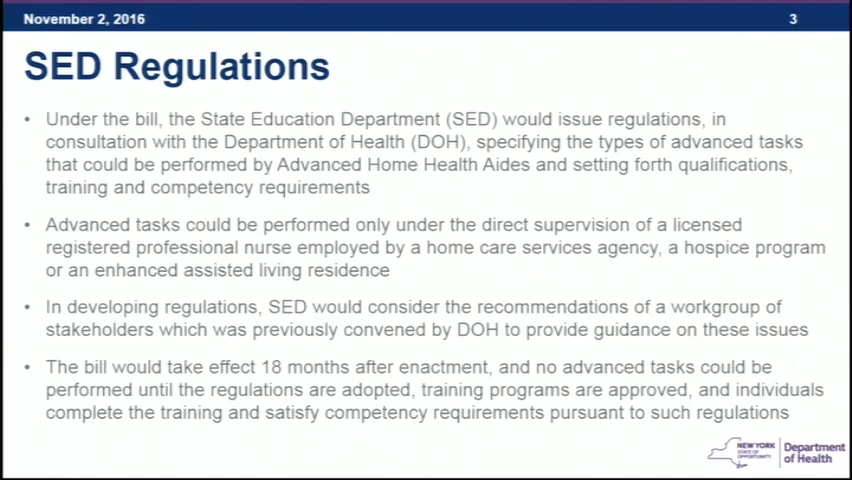 November 2, 2016
3
SED Regulations
• Under the bill, the State Education Department (SED) would issue regulations, in
consultation with the Department of Health (DOH), specifying the types of advanced tasks
that could be performed by Advanced Home Health Aides and setting forth qualifications,
training and competency requirements
• Advanced tasks could be performed only under the direct supervision of a licensed
registered professional nurse employed by a home care services agency, a hospice program
or an enhanced assisted living residence
• In developing regulations, SED would consider the recommendations of a workgroup of
stakeholders which was previously convened by DOH to provide guidance on these issues
• The bill would take effect 18 months after enactment, and no advanced tasks could be
performed until the regulations are adopted, training programs are approved, and individuals
complete the training and satisfy competency requirements pursuant to such regulations
NEW YORK
STATE OF
OPPORTUNITY.
Department
of Health